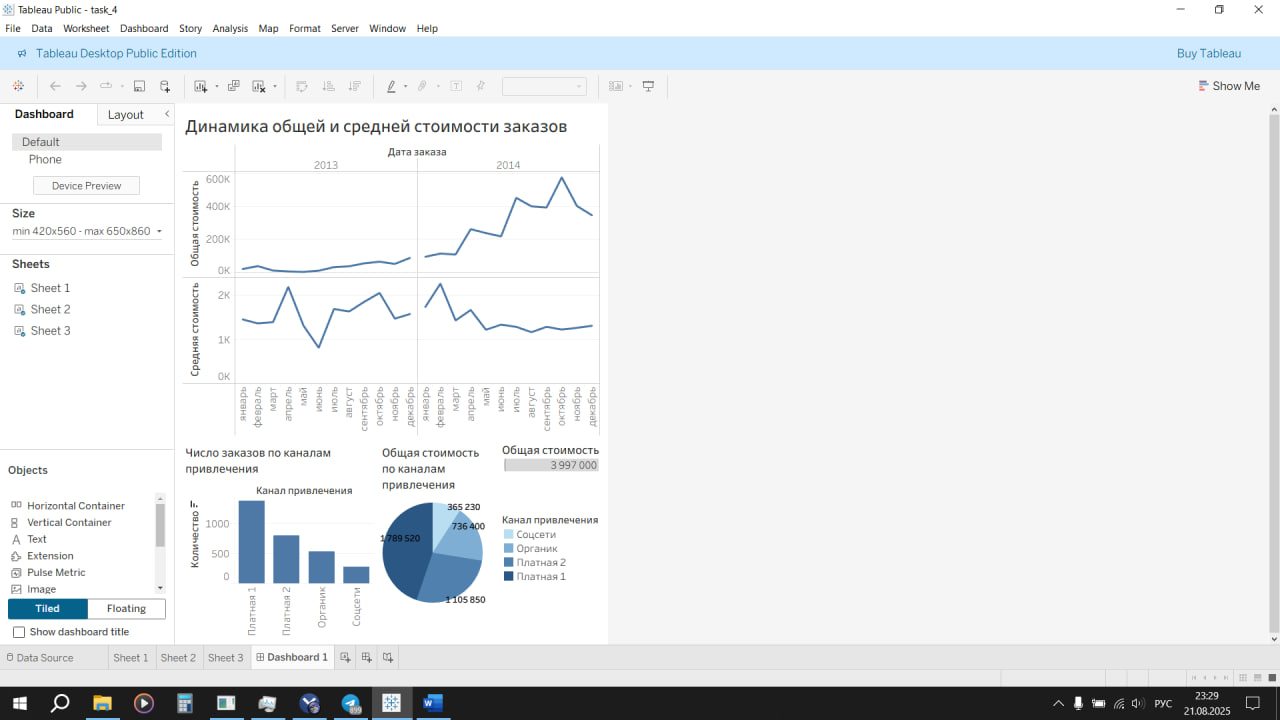 Tableau Public - task_4
File Data Worksheet Dashboard Story Analysis Map Format Server Window Help
Tableau Desktop Public Edition
Buy Tableau
Show Me
Dashboard
Layout
Default
Phone
Device Preview
Size
min 420x560 - max 650x860
Sheets
Sheet 1
Sheet 2
Sheet 3
Objects
Horizontal Container
Vertical Container
Text
Extension
Pulse Metric
Image
Tiled
Floating
Show dashboard title
Динамика общей и средней стоимости заказов
Дата заказа
2013
2014
Общая стоимость
600K
400K
200K
0K
Средняя стоимость
2K
1K
0K
январь
февраль
март
апрель
май
июнь
июль
август
сентябрь
октябрь
ноябрь
декабрь
январь
февраль
март
апрель
май
июнь
июль
август
сентябрь
октябрь
ноябрь
декабрь
Число заказов по каналам
привлечения
Канал привлечения
Количество
1000
500
0
Платная 1
Платная 2
Органик
Соцсети
Общая стоимость
по каналам
привлечения
365 230
736 400
1 789 520
1 105 850
Общая стоимость
3 997 000
Канал привлечения
Соцсети
Органик
Платная 2
Платная 1
Data Source
Sheet 1
Sheet 2
Sheet 3
Dashboard 1
899
РУС
23:29
21.08.2025